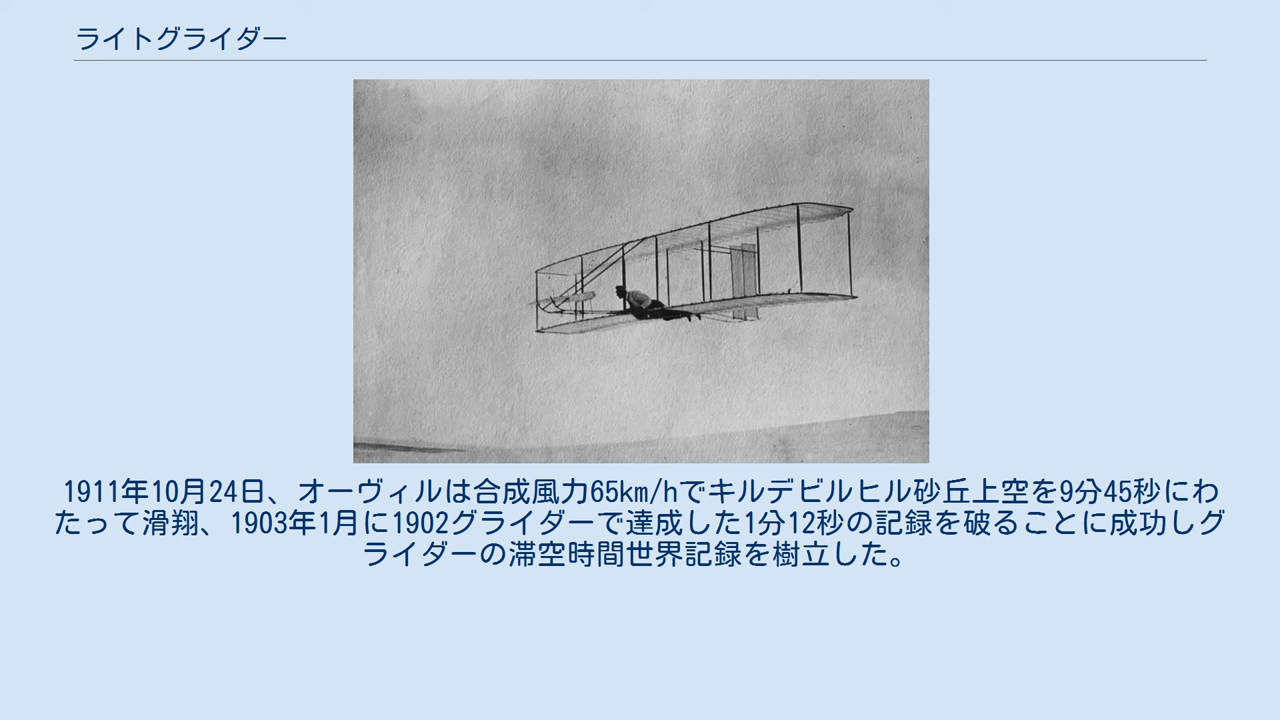 ライトグライダー
1911年10月24日、オーヴィルは合成風力65km/hでキルデビルヒル砂丘上空を9分45秒にわ
たって滑翔、1903年1月に1902グライダーで達成した1分12秒の記録を破ることに成功しグ
ライダーの滞空時間世界記録を樹立した。